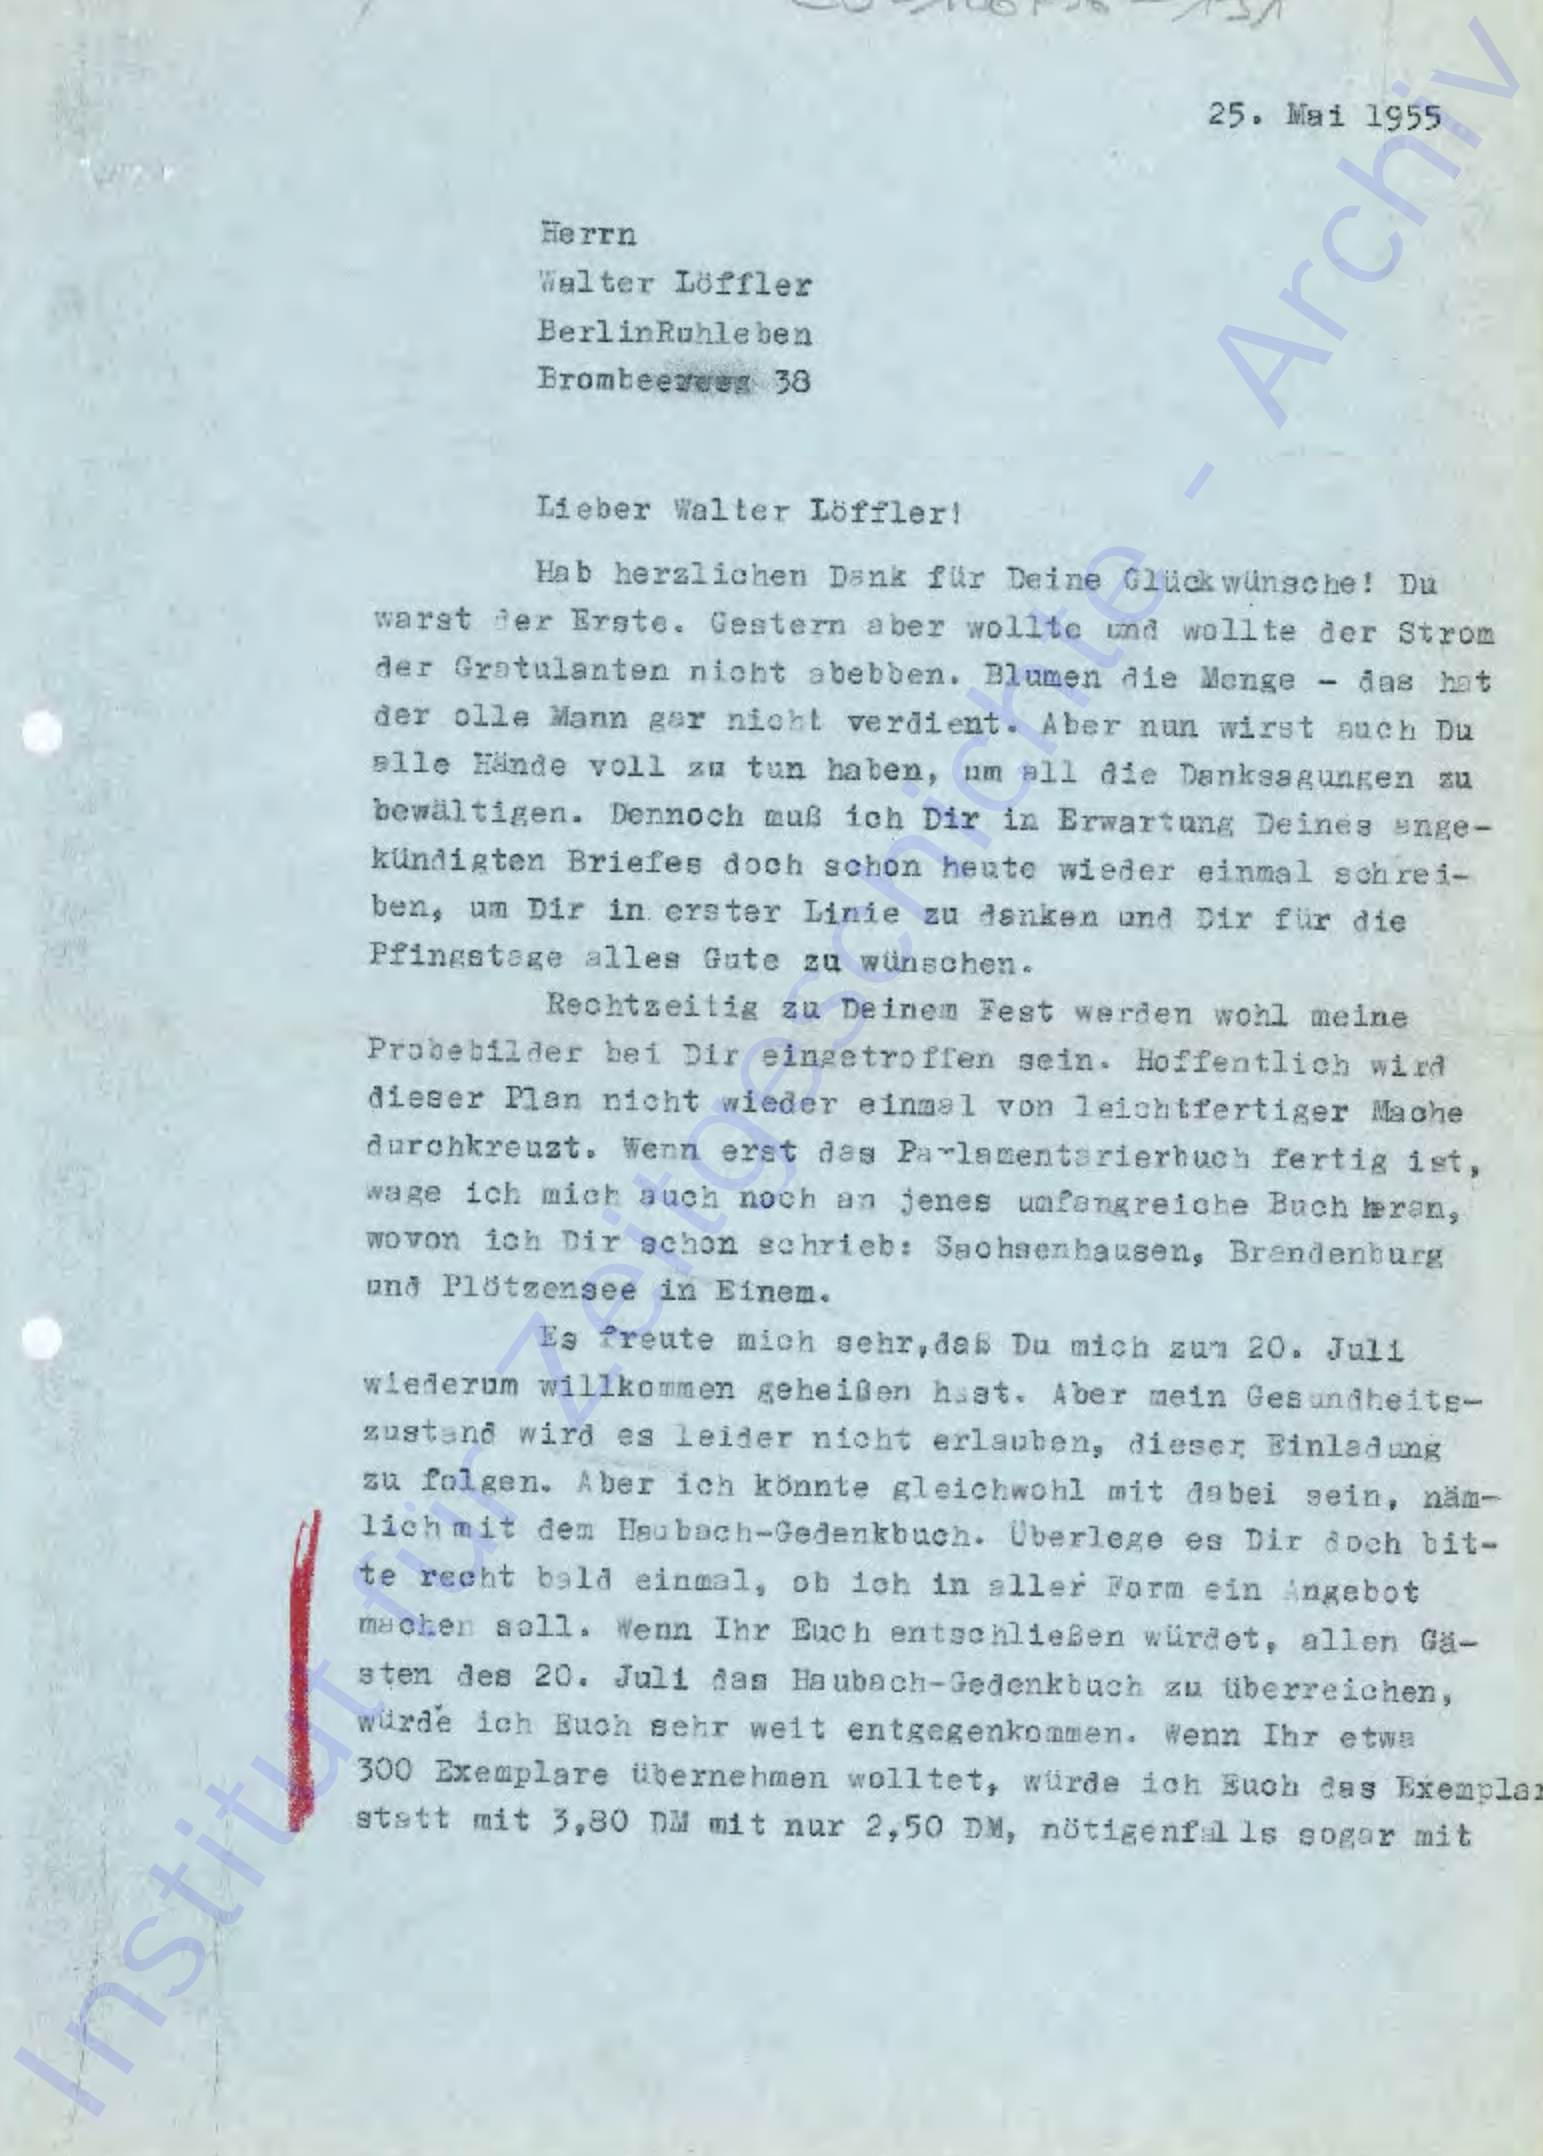 25. Mai 1955
Herrn
Walter Löffler
BerlinRuhleben
38
Lieber Walter Löffler!
Hab herzlichen Dank für Deine Glückwünsche! Du
warst der Erste. Gestern aber wollte und wollte der Strom
der Gratulanten nicht abebben. Blumen die Menge - das hat
der olle Mann gar nicht verdient. Aber nun wirst auch Du
alle Hände voll zu tun haben, um all die Danksagungen zu
bewältigen. Dennoch muß ich Dir in Erwartung Deines ange-
kündigten Briefes doch schon heute wieder einmal schrei-
ben, um Dir in erster Linie zu danken und Dir für die
Pfingstage alles Gute zu wünschen.
Rechtzeitig zu Deinem Fest werden wohl meine
Probebilder bei Dir eingetroffen sein. Hoffentlich wird
dieser Plan nicht wieder einmal von leichtfertiger Mache
durchkreuzt. Wenn erst das Parlamentarierbuch fertig ist,
wage ich mich auch noch an jenes umfangreiche Buch heran,
wovon ich Dir schon schrieb: Sachsenhausen, Brandenburg
und Plötzensee in Einem.
Es freute mich sehr,daß Du mich zum 20. Juli
wiederum willkommen geheißen hast. Aber mein Gesundheits-
zustand wird es leider nicht erlauben, dieser Einladung
zu folgen. Aber ich könnte gleichwohl mit dabei sein, näm-
lich mit dem Haubach-Gedenkbuch. Überlege es Dir doch bit-
te recht bald einmal, ob ich in aller Form ein Angebot
machen soll. Wenn Ihr Euch entschließen würdet, allen Gä-
sten des 20. Juli das Haubach-Gedenkbuch zu überreichen,
würde ich Euch sehr weit entgegenkommen. Wenn Ihr etwa
300 Exemplare übernehmen wolltet, würde ich Euch das Exemplar
statt mit 3,80 DM mit nur 2,50 DM, nötigenfalls sogar mit
Institut für Zeitgeschichte - Archiv